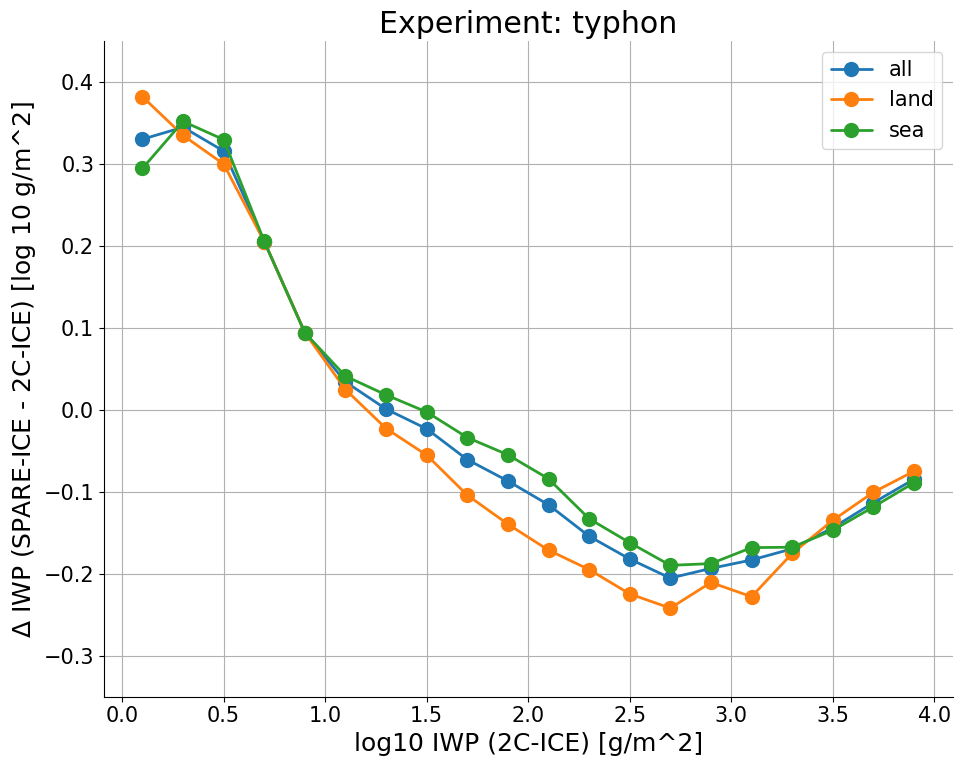 Experiment: typhon
all
land
sea
0.4
0.3
0.2
0.1
0.0
−0.1
−0.2
−0.3
Δ IWP (SPARE-ICE - 2C-ICE) [log 10 g/m^2]
0.0 0.5 1.0 1.5 2.0 2.5 3.0 3.5 4.0
log10 IWP (2C-ICE) [g/m^2]